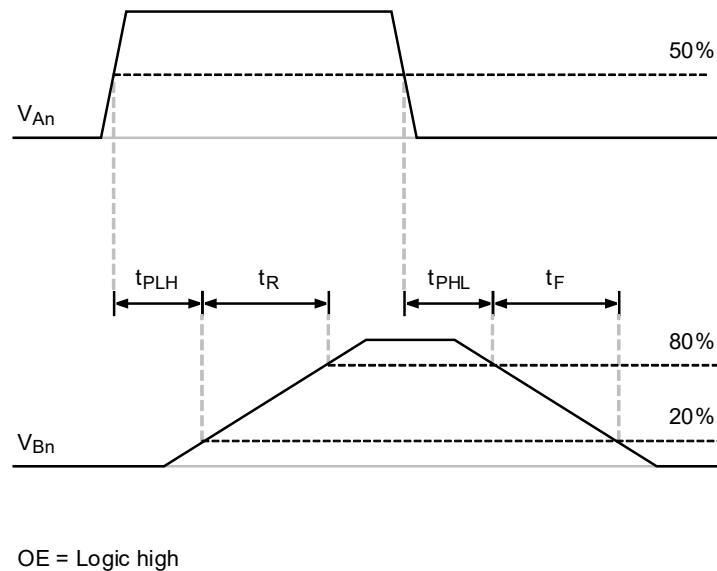 50%
VAn
tPLH
tR
tPHL
tF
80%
20%
VBn
OE = Logic high